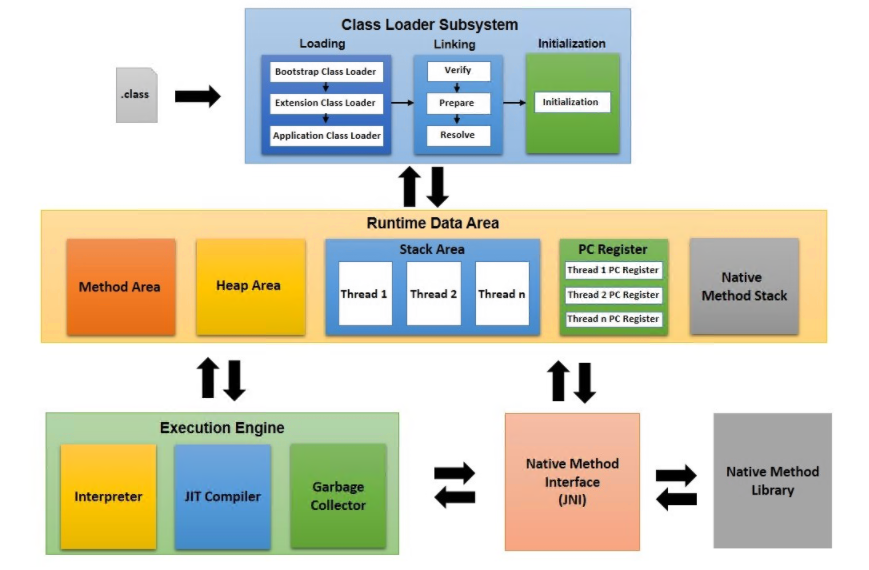 Class Loader Subsystem
Loading
Linking
Initialization
.class
Bootstrap Class Loader
Extension Class Loader
Application Class Loader
Verify
Prepare
Resolve
Initialization
Runtime Data Area
Method Area
Heap Area
Stack Area
Thread 1
Thread 2
Thread n
PC Register
Thread 1 PC Register
Thread 2 PC Register
Thread n PC Register
Native
Method Stack
Execution Engine
Interpreter
JIT Compiler
Garbage
Collector
Native Method
Interface
(JNI)
Native Method
Library